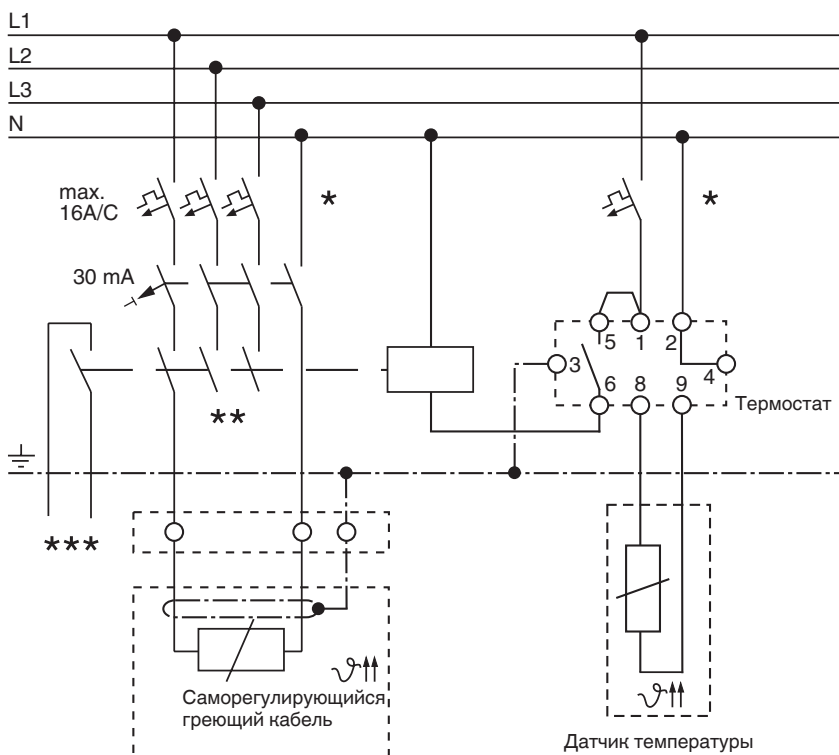 L1
L2
L3
N
max.
16A/C
*
*
30 mA
5 1 2
3
6 8 9 4
Термостат
**
***
Саморегулирующийся
греющий кабель
Датчик температуры